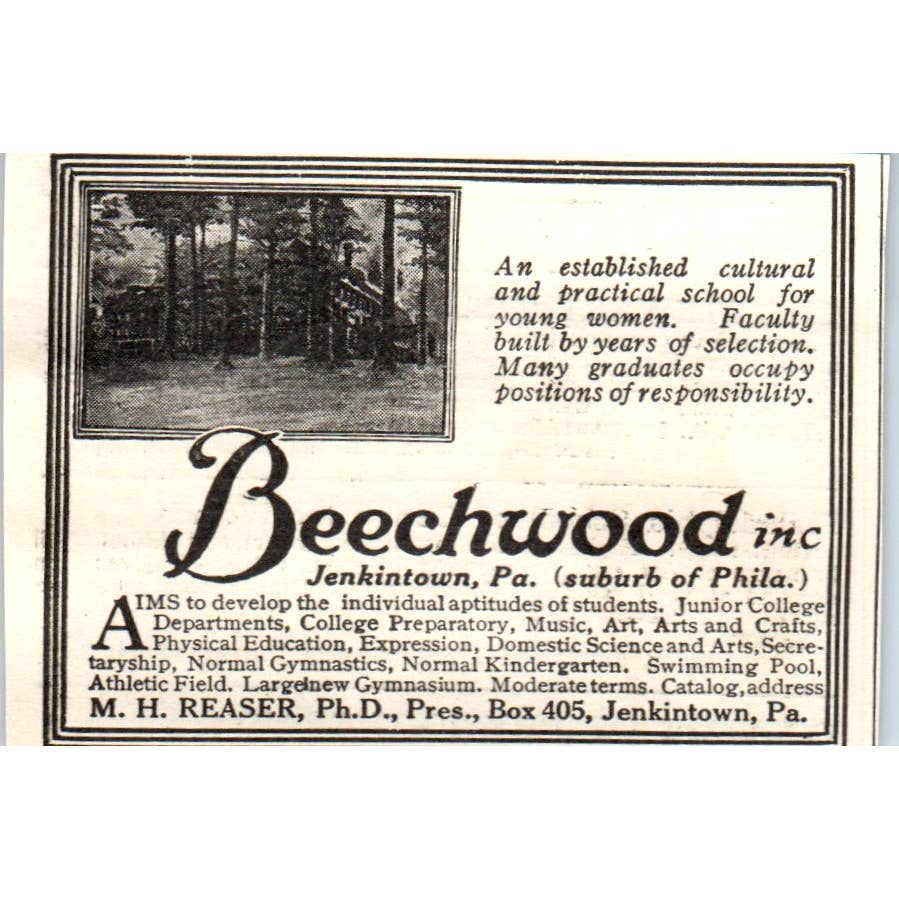 An established cultural
and practical school for
young women. Faculty
built by years of selection.
Many graduates occupy
positions of responsibility.
Beechwood inc
Jenkintown, Pa. (suburb of Phila.)
AIMS to develop the individual aptitudes of students. Junior College
Departments, College Preparatory, Music, Art, Arts and Crafts,
Physical Education, Expression, Domestic Science and Arts, Secre-
taryship, Normal Gymnastics, Normal Kindergarten. Swimming Pool,
Athletic Field. Large new Gymnasium. Moderate terms. Catalog, address
M. H. REASER, Ph.D., Pres., Box 405, Jenkintown, Pa.